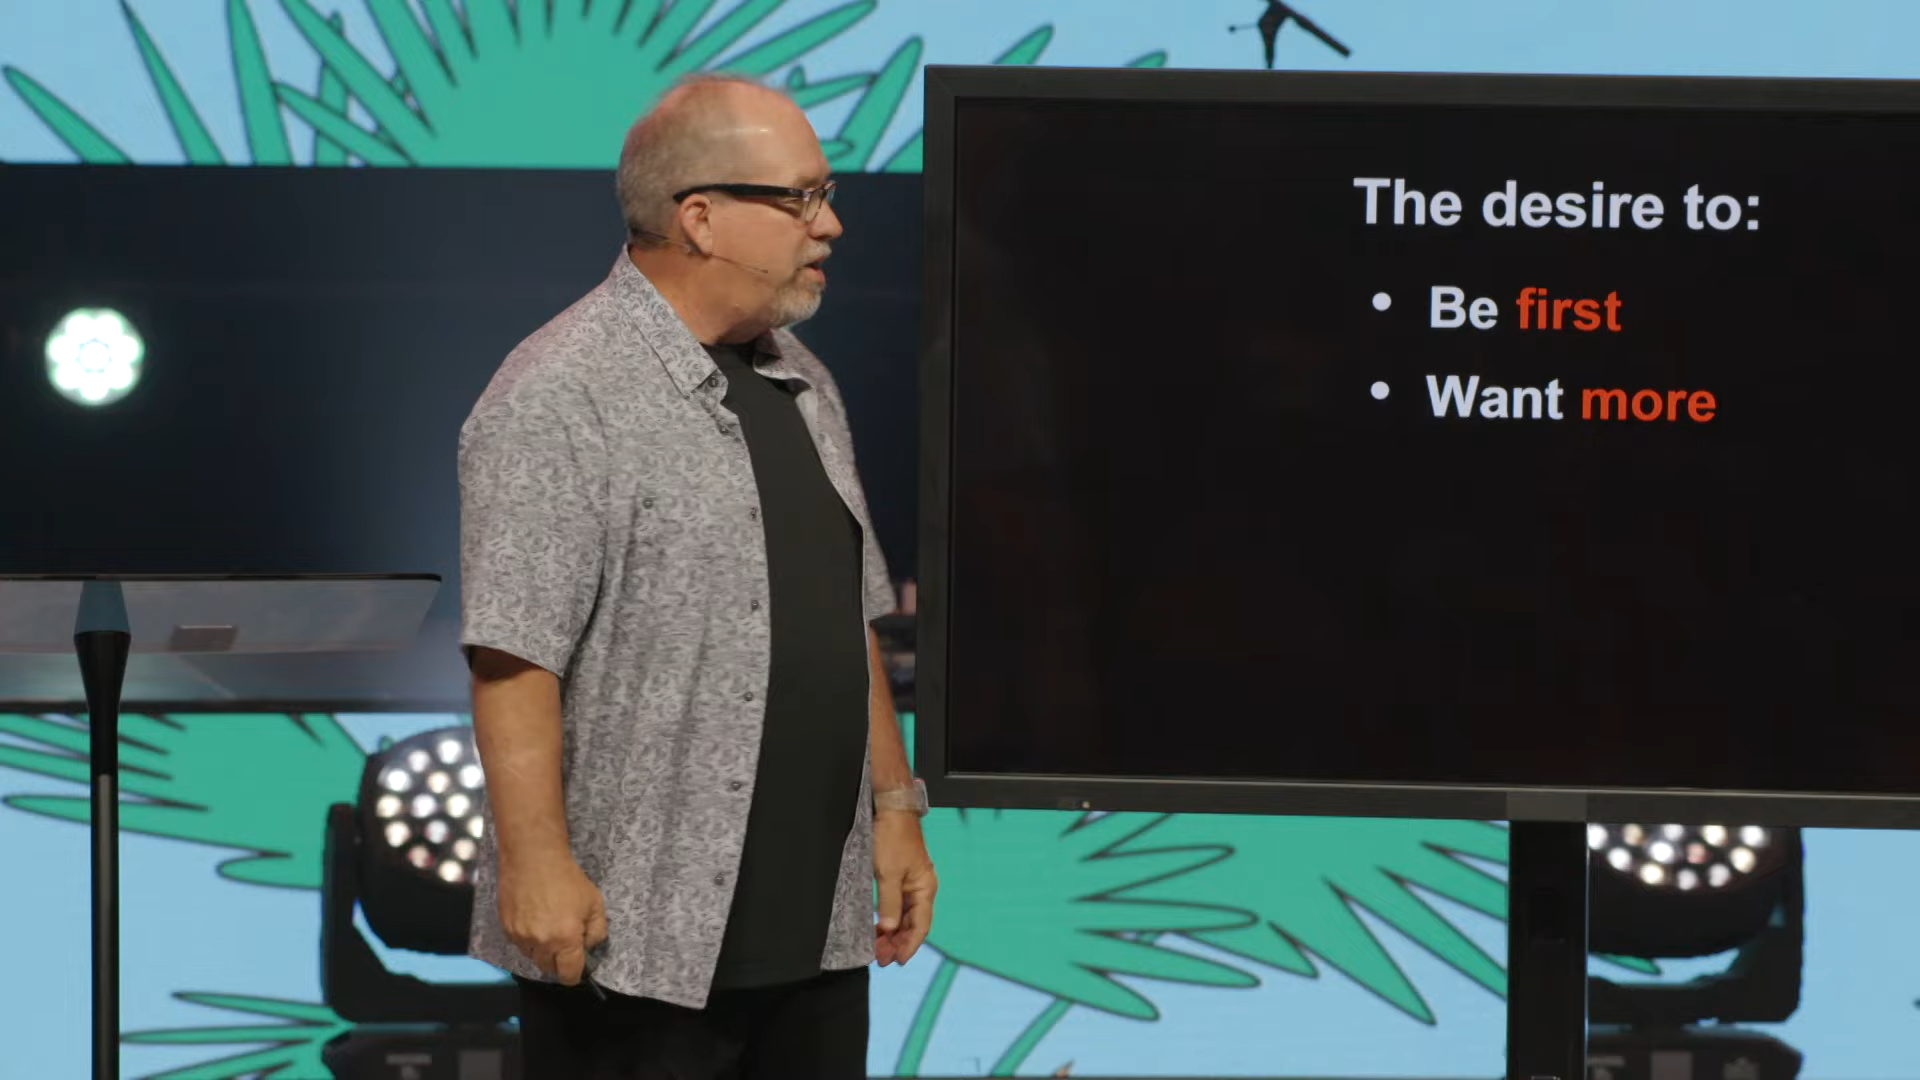 The desire to:
• Be first
• Want more